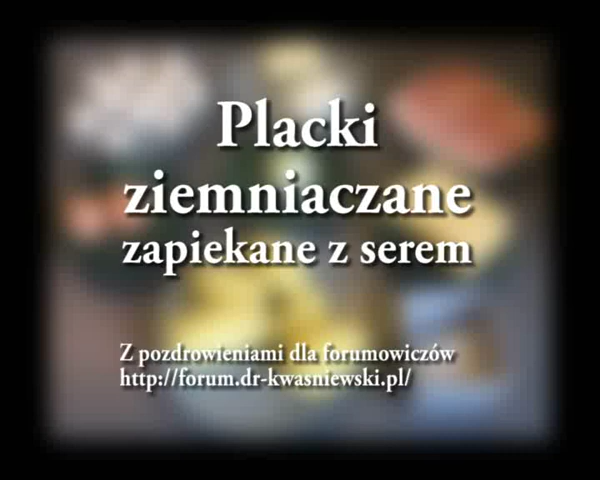 Placki
ziemniaczane
zapiekane z serem
Z pozdrowieniami dla forumowiczów
http://forum.dr-kwasniewski.pl/